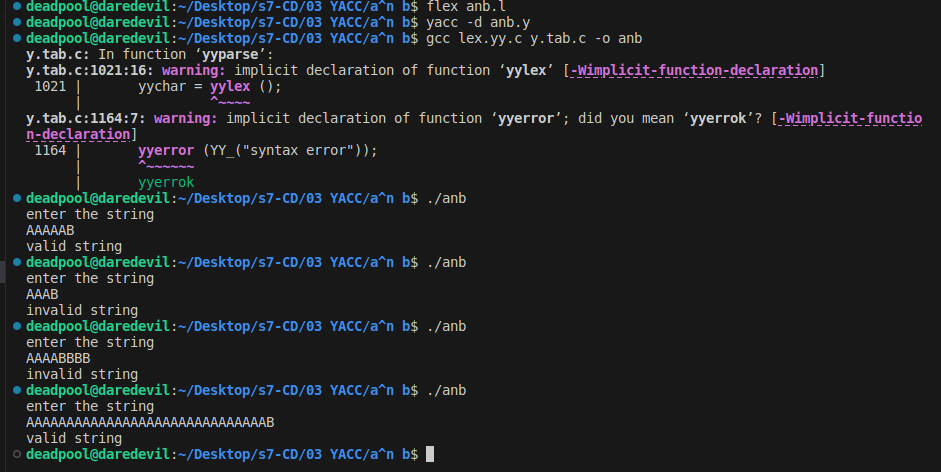 deadpool@daredevil:~/Desktop/s7-CD/03 YACC/a^n b$ flex anb.l
deadpool@daredevil:~/Desktop/s7-CD/03 YACC/a^n b$ yacc -d anb.y
deadpool@daredevil:~/Desktop/s7-CD/03 YACC/a^n b$ gcc lex.yy.c y.tab.c -o anb
y.tab.c: In function ‘yyparse’:
y.tab.c:1021:16: warning: implicit declaration of function ‘yylex’ [-Wimplicit-function-declaration]
 1021 |       yychar = yylex ();
      |                ^~~~~
y.tab.c:1164:7: warning: implicit declaration of function ‘yyerror’; did you mean ‘yyerrok’? [-Wimplicit-functio
n-declaration]
 1164 |       yyerror (YY_("syntax error"));
      |       ^~~~~~~
      |       yyerrok
deadpool@daredevil:~/Desktop/s7-CD/03 YACC/a^n b$ ./anb
enter the string
AAAAAB
valid string
deadpool@daredevil:~/Desktop/s7-CD/03 YACC/a^n b$ ./anb
enter the string
AAAB
invalid string
deadpool@daredevil:~/Desktop/s7-CD/03 YACC/a^n b$ ./anb
enter the string
AAAABBBB
invalid string
deadpool@daredevil:~/Desktop/s7-CD/03 YACC/a^n b$ ./anb
enter the string
AAAAAAAAAAAAAAAAAAAAAAAAAAAAAAB
valid string
deadpool@daredevil:~/Desktop/s7-CD/03 YACC/a^n b$